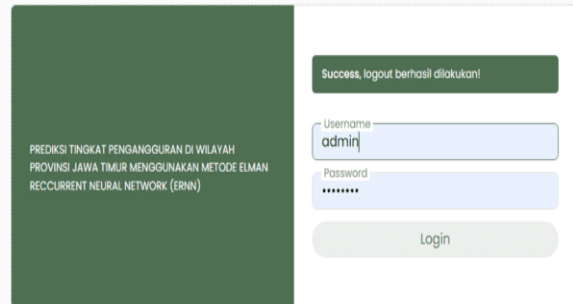 PREDIKSI TINGKAT PENGANGGURAN DI WILAYAH
PROVINSI JAWA TIMUR MENGGUNAKAN METODE ELMAN
RECCURRENT NEURAL NETWORK (ERNN)
Success, logout berhasil dilakukan!
Username
admin
Password
••••••••
Login